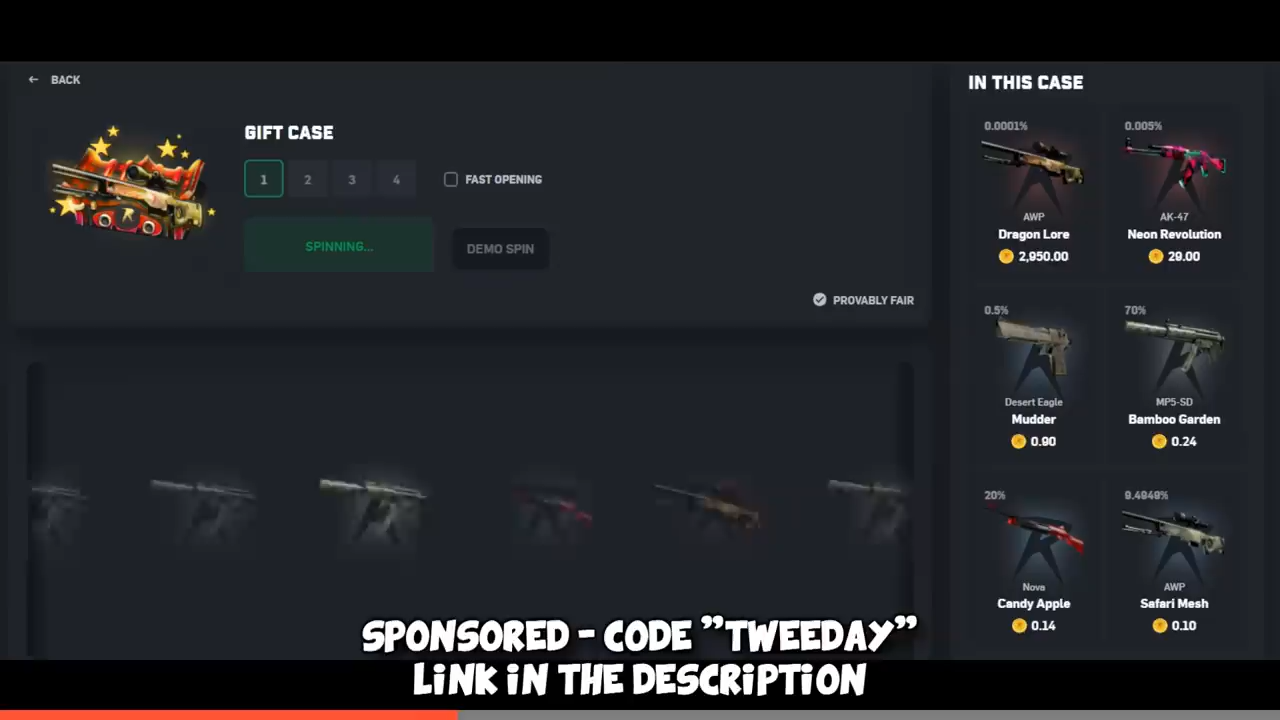 ← BACK
GIFT CASE
1 2 3 4 FAST OPENING
SPINNING... DEMO SPIN
PROVABLY FAIR
IN THIS CASE
0.0001% 0.005%
AWP AK-47
Dragon Lore Neon Revolution
2,950.00 29.00
0.5% 70%
Desert Eagle MP5-SD
Mudder Bamboo Garden
0.90 0.24
20% 9.4949%
Nova AWP
Candy Apple Safari Mesh
0.14 0.10
SPONSORED - CODE "TWEEDAY"
LINK IN THE DESCRIPTION